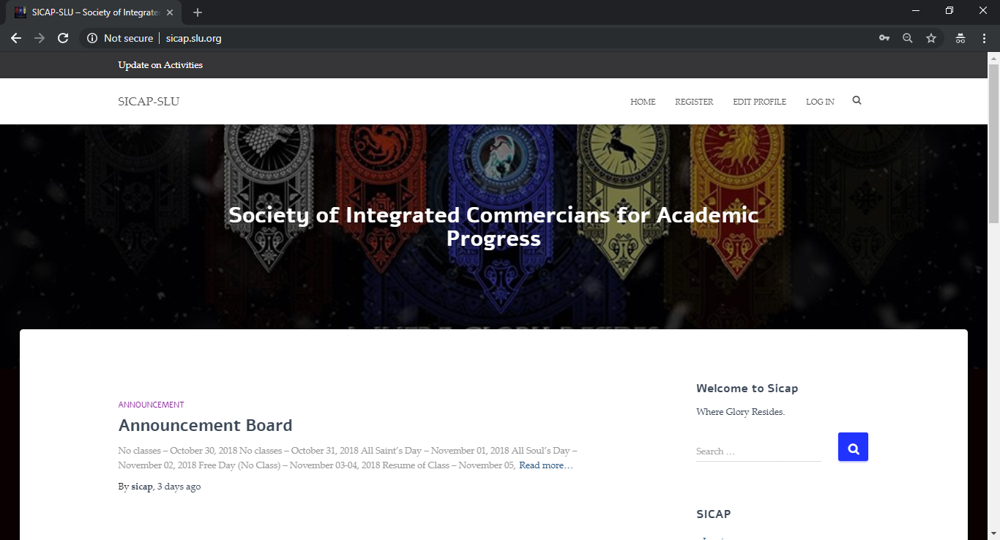 SICAP-SLU – Society of Integrate
Not secure
sicap.slu.org
Update on Activities
SICAP-SLU
HOME
REGISTER
EDIT PROFILE
LOG IN
Society of Integrated Commercians for Academic
Progress
ANNOUNCEMENT
Announcement Board
No classes – October 30, 2018 No classes – October 31, 2018 All Saint's Day – November 01, 2018 All Soul's Day –
November 02, 2018 Free Day (No Class) – November 03-04, 2018 Resume of Class – November 05, Read more…
By sicap, 3 days ago
Welcome to Sicap
Where Glory Resides.
Search …
SICAP